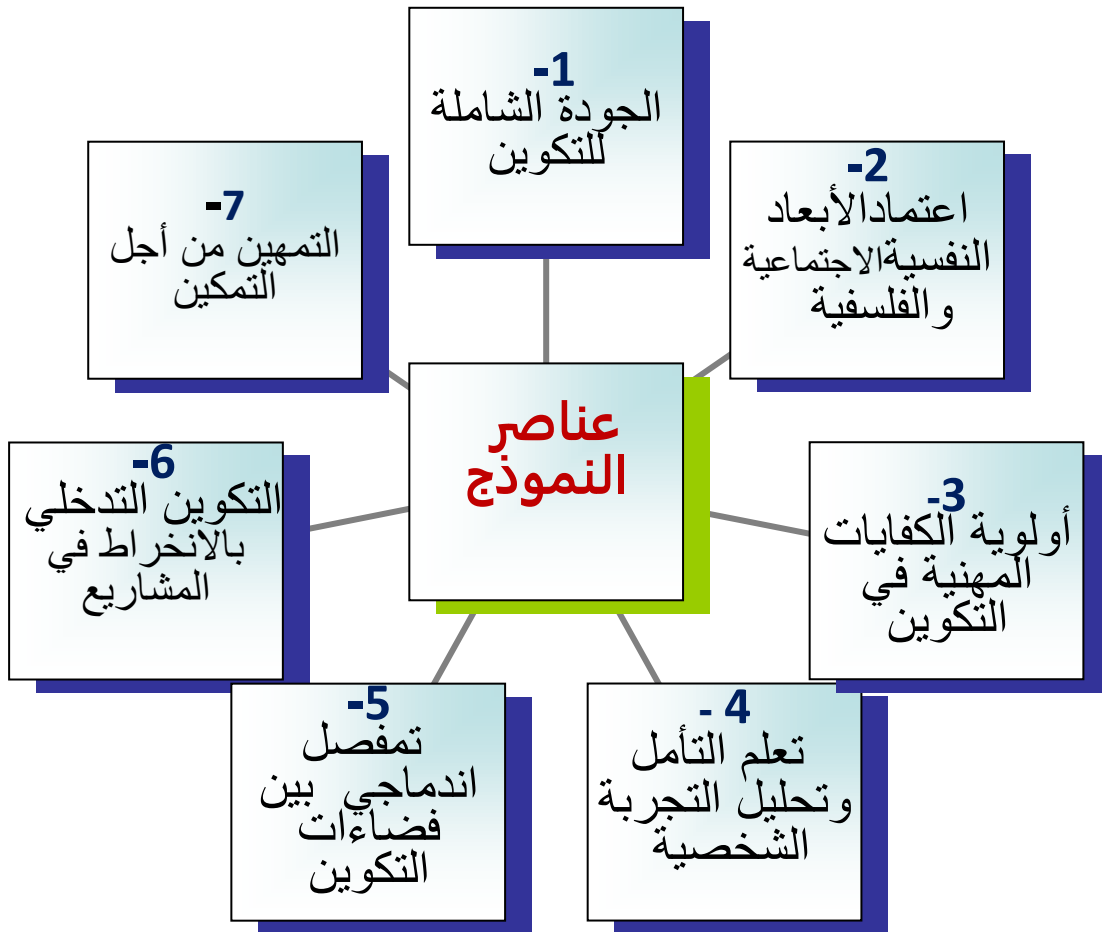 عناصر
النموذج
1-
الجودة الشاملة
للتكوين
2-
اعتمادالأبعاد
النفسيةالاجتماعية
والفلسفية
3-
أولوية الكفايات
المهنية في
التكوين
4 -
تعلم التأمل
وتحليل التجربة
الشخصية
5-
تمفصل
اندماجي بين
فضاءات
التكوين
6-
التكوين التدخلي
بالانخراط في
المشاريع
7-
التمهين من أجل
التمكين